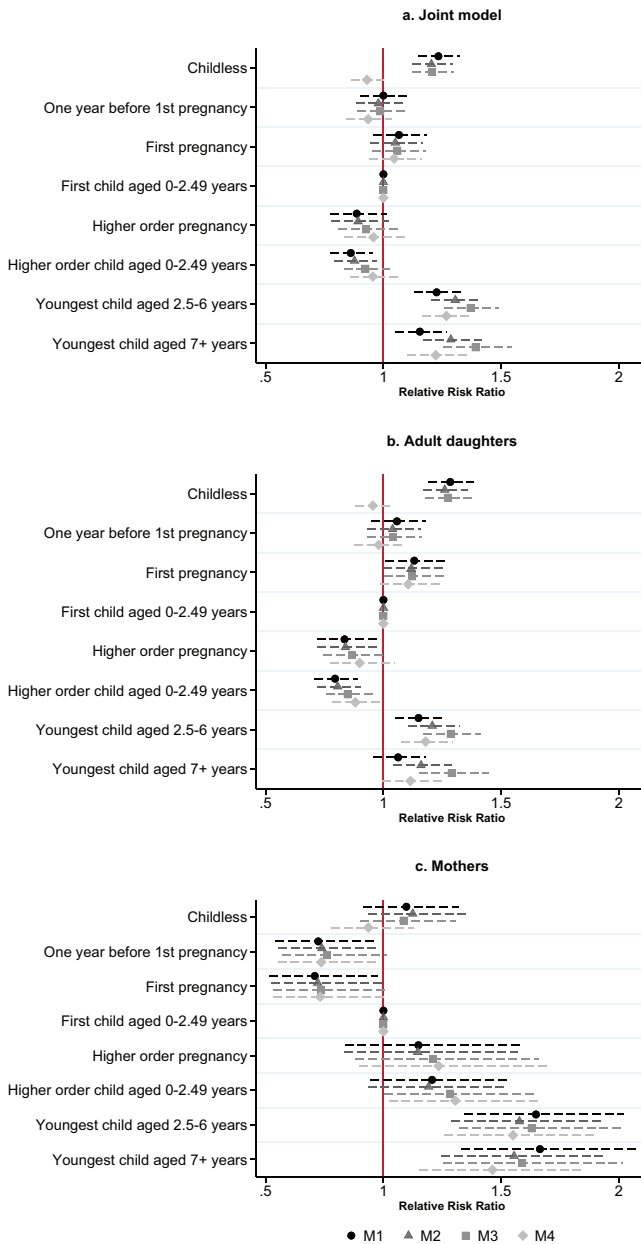 a. Joint model
Childless
One year before 1st pregnancy
First pregnancy
First child aged 0-2.49 years
Higher order pregnancy
Higher order child aged 0-2.49 years
Youngest child aged 2.5-6 years
Youngest child aged 7+ years
.5 1 1.5 2
Relative Risk Ratio
b. Adult daughters
Childless
One year before 1st pregnancy
First pregnancy
First child aged 0-2.49 years
Higher order pregnancy
Higher order child aged 0-2.49 years
Youngest child aged 2.5-6 years
Youngest child aged 7+ years
.5 1 1.5 2
Relative Risk Ratio
c. Mothers
Childless
One year before 1st pregnancy
First pregnancy
First child aged 0-2.49 years
Higher order pregnancy
Higher order child aged 0-2.49 years
Youngest child aged 2.5-6 years
Youngest child aged 7+ years
.5 1 1.5 2
Relative Risk Ratio
M1 M2 M3 M4